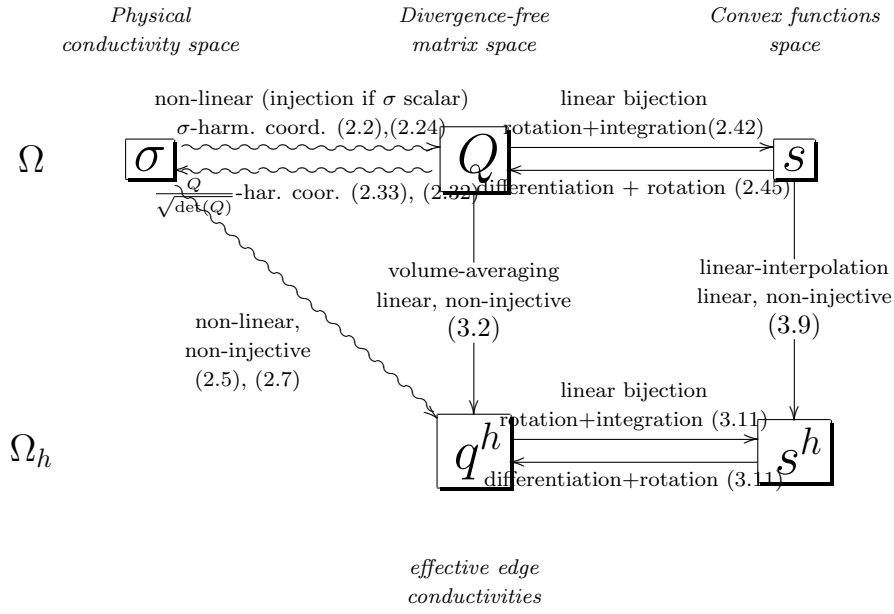 Physical
conductivity space
Divergence-free
matrix space
Convex functions
space
non-linear (injection if σ scalar)
σ-harm. coord. (2.2),(2.24)
linear bijection
rotation+integration(2.42)
Ω
σ
Q
s
Q/√det(Q)-har. coor. (2.33), (2.32)
differentiation + rotation (2.45)
volume-averaging
linear, non-injective
(3.2)
linear-interpolation
linear, non-injective
(3.9)
non-linear,
non-injective
(2.5), (2.7)
linear bijection
rotation+integration (3.11)
Ω_h
q^h
s^h
differentiation+rotation (3.11)
effective edge
conductivities